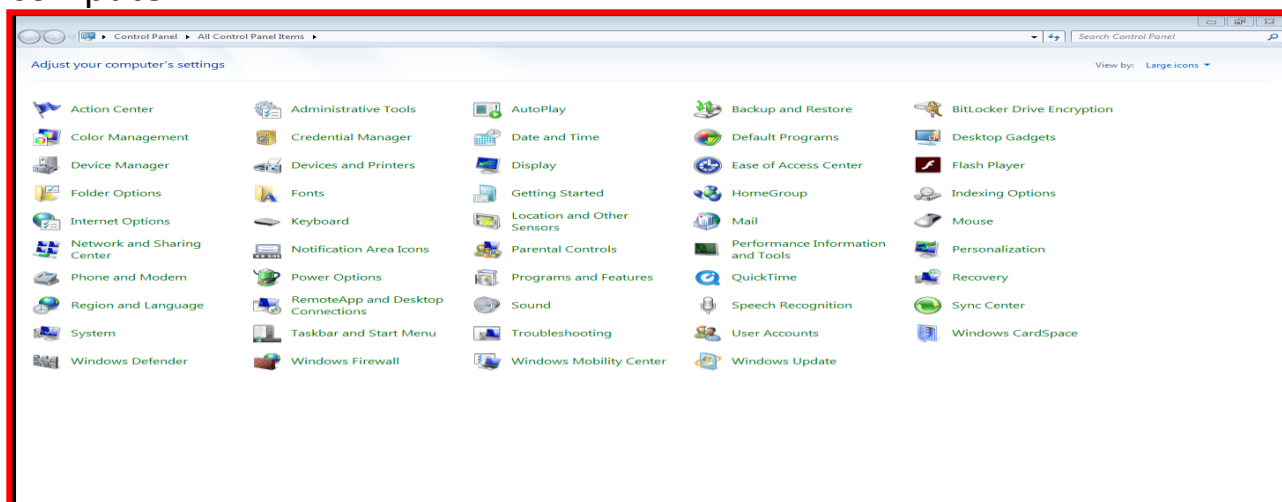 Control Panel ▸ All Control Panel Items ▸
Search Control Panel
Adjust your computer's settings
View by: Large icons
Action Center
Administrative Tools
AutoPlay
Backup and Restore
BitLocker Drive Encryption
Color Management
Credential Manager
Date and Time
Default Programs
Desktop Gadgets
Device Manager
Devices and Printers
Display
Ease of Access Center
Flash Player
Folder Options
Fonts
Getting Started
HomeGroup
Indexing Options
Internet Options
Keyboard
Location and Other
Sensors
Mail
Mouse
Network and Sharing
Center
Notification Area Icons
Parental Controls
Performance Information
and Tools
Personalization
Phone and Modem
Power Options
Programs and Features
QuickTime
Recovery
Region and Language
RemoteApp and Desktop
Connections
Sound
Speech Recognition
Sync Center
System
Taskbar and Start Menu
Troubleshooting
User Accounts
Windows CardSpace
Windows Defender
Windows Firewall
Windows Mobility Center
Windows Update